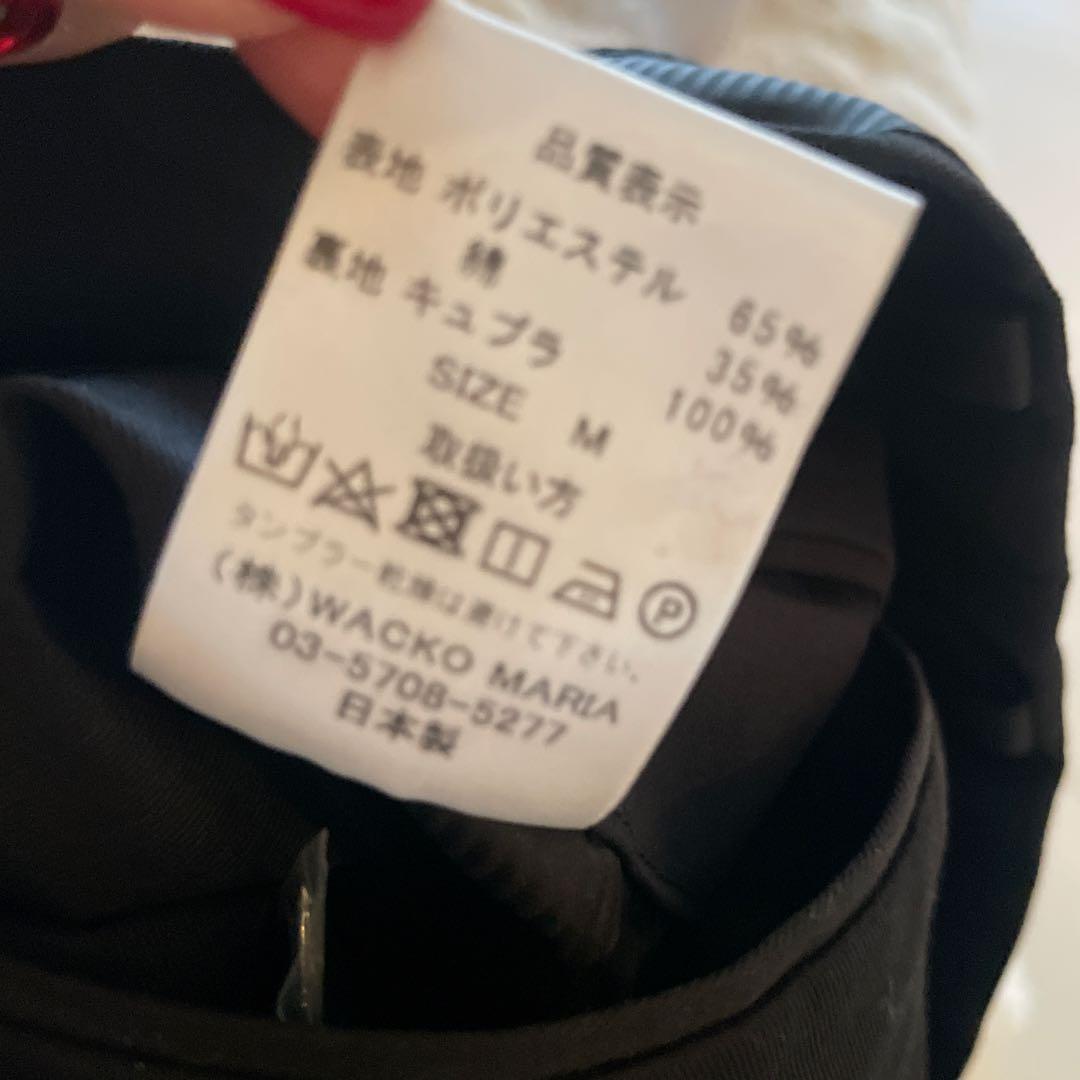 品質表示
表地 ポリエステル 65%
綿 35%
裏地 キュプラ 100%
SIZE M
取扱い方
P
タンブラー乾燥は避けて下さい。
(株)WACKO MARIA
03-5708-5277
日本製